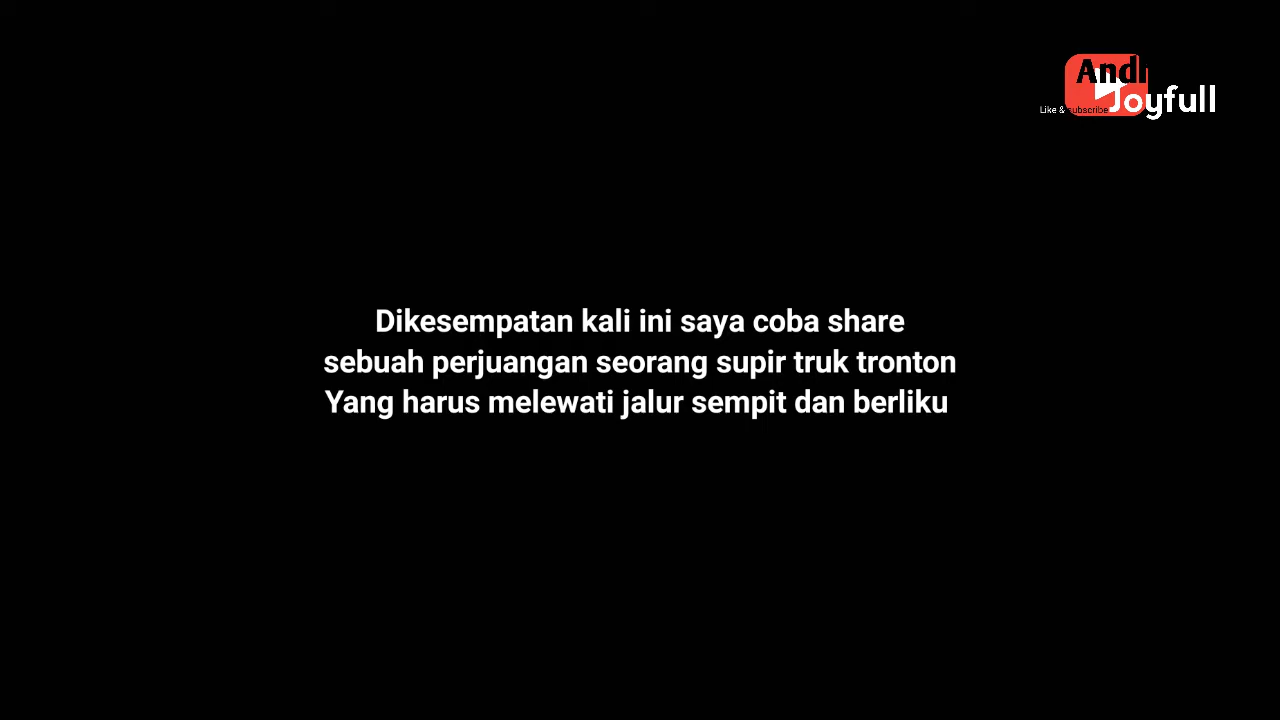 Andi
Joyfull
Like & subscribe
Dikesempatan kali ini saya coba share
sebuah perjuangan seorang supir truk tronton
Yang harus melewati jalur sempit dan berliku